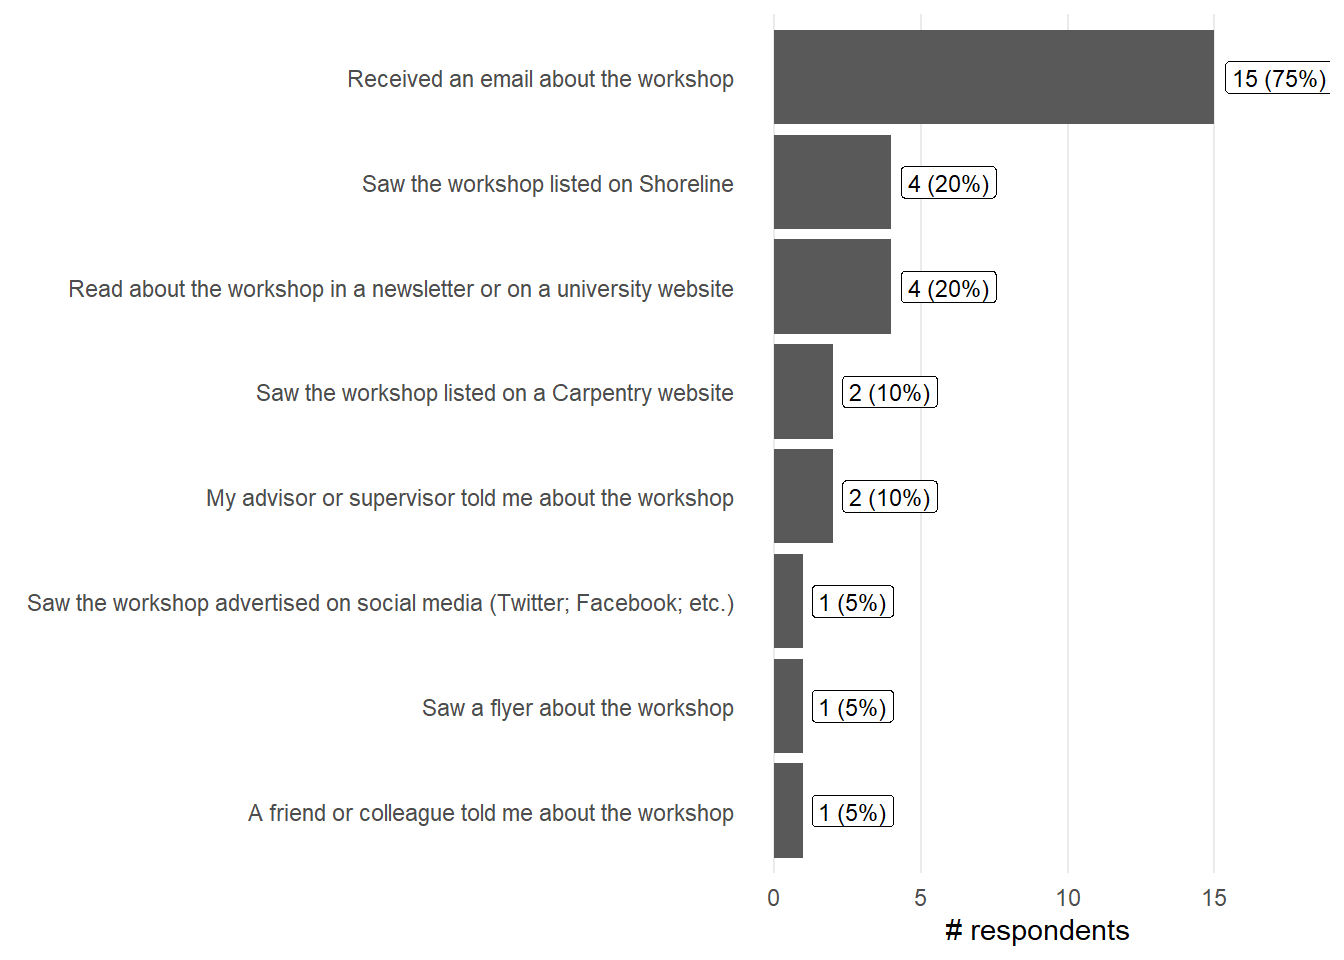 Received an email about the workshop 15 (75%)
Saw the workshop listed on Shoreline 4 (20%)
Read about the workshop in a newsletter or on a university website 4 (20%)
Saw the workshop listed on a Carpentry website 2 (10%)
My advisor or supervisor told me about the workshop 2 (10%)
Saw the workshop advertised on social media (Twitter; Facebook; etc.) 1 (5%)
Saw a flyer about the workshop 1 (5%)
A friend or colleague told me about the workshop 1 (5%)
0 5 10 15
# respondents